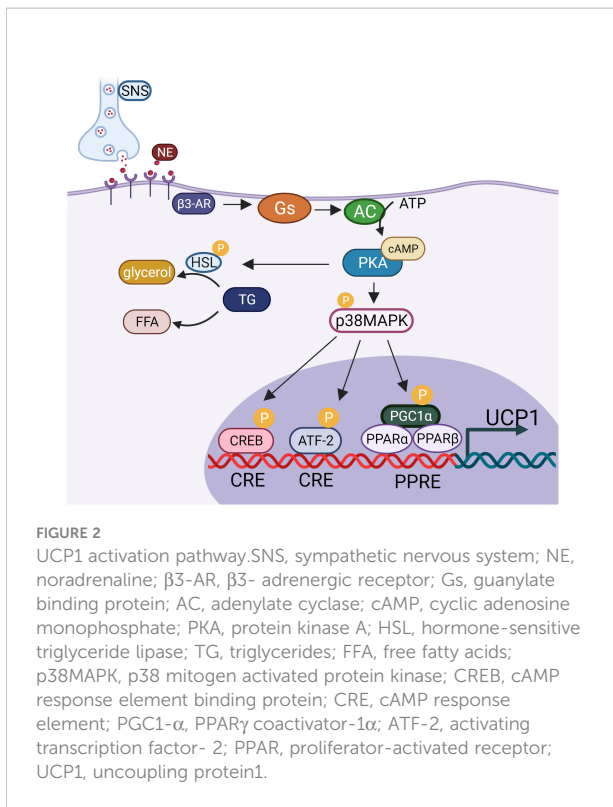 SNS
NE
β3-AR
Gs
AC
ATP
cAMP
PKA
P
HSL
glycerol
TG
FFA
P
p38MAPK
P
CREB
P
ATF-2
P
PGC1α
PPARα
PPARβ
UCP1
CRE
CRE
PPRE
FIGURE 2
UCP1 activation pathway.SNS, sympathetic nervous system; NE,
noradrenaline; β3-AR, β3- adrenergic receptor; Gs, guanylate
binding protein; AC, adenylate cyclase; cAMP, cyclic adenosine
monophosphate; PKA, protein kinase A; HSL, hormone-sensitive
triglyceride lipase; TG, triglycerides; FFA, free fatty acids;
p38MAPK, p38 mitogen activated protein kinase; CREB, cAMP
response element binding protein; CRE, cAMP response
element; PGC1-α, PPARγ coactivator-1α; ATF-2, activating
transcription factor- 2; PPAR, proliferator-activated receptor;
UCP1, uncoupling protein1.